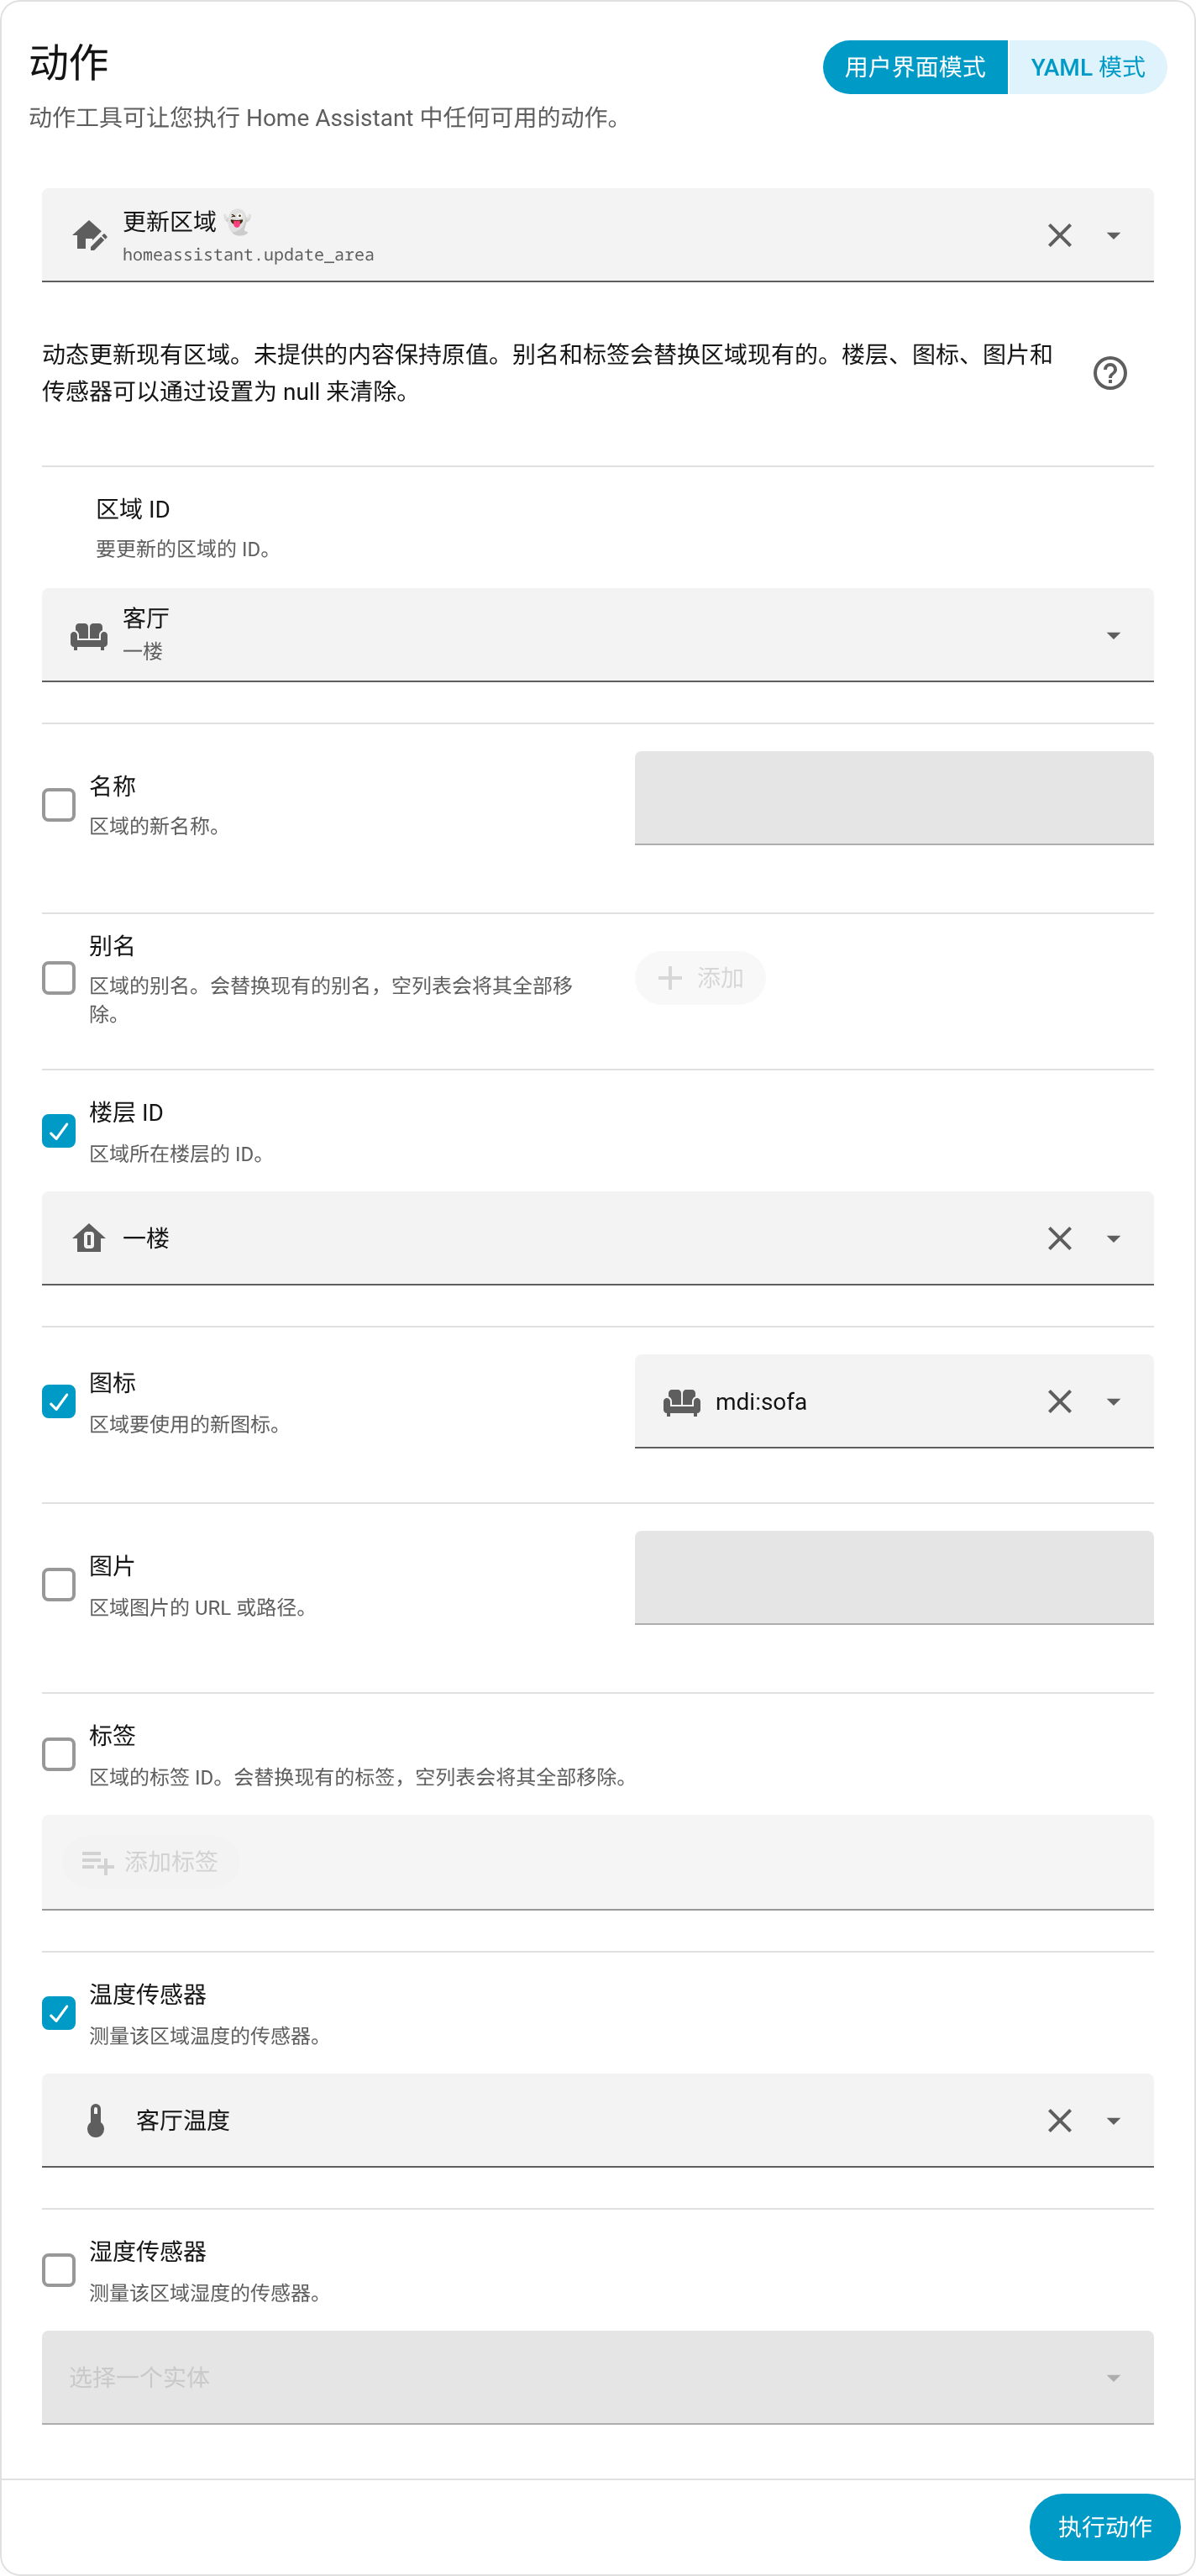 动作
用户界面模式
YAML 模式
动作工具可让您执行 Home Assistant 中任何可用的动作。
更新区域 👻
homeassistant.update_area
动态更新现有区域。未提供的内容保持原值。别名和标签会替换区域现有的。楼层、图标、图片和
传感器可以通过设置为 null 来清除。
区域 ID
要更新的区域的 ID。
客厅
一楼
名称
区域的新名称。
别名
区域的别名。会替换现有的别名，空列表会将其全部移
除。
添加
楼层 ID
区域所在楼层的 ID。
一楼
图标
区域要使用的新图标。
mdi:sofa
图片
区域图片的 URL 或路径。
标签
区域的标签 ID。会替换现有的标签，空列表会将其全部移除。
添加标签
温度传感器
测量该区域温度的传感器。
客厅温度
湿度传感器
测量该区域湿度的传感器。
选择一个实体
执行动作